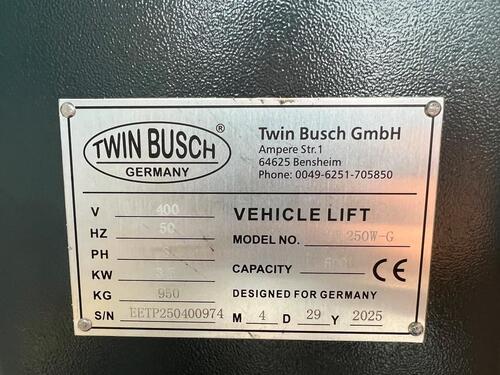 TWIN BUSCH ®
GERMANY
Twin Busch GmbH
Ampere Str.1
64625 Bensheim
Phone: 0049-6251-705850
V 400
HZ 50
PH
KW
KG 950
S/N EETP250400974
VEHICLE LIFT
MODEL NO. 250W-G
CAPACITY
CE
DESIGNED FOR GERMANY
M 4 D 29 Y 2025